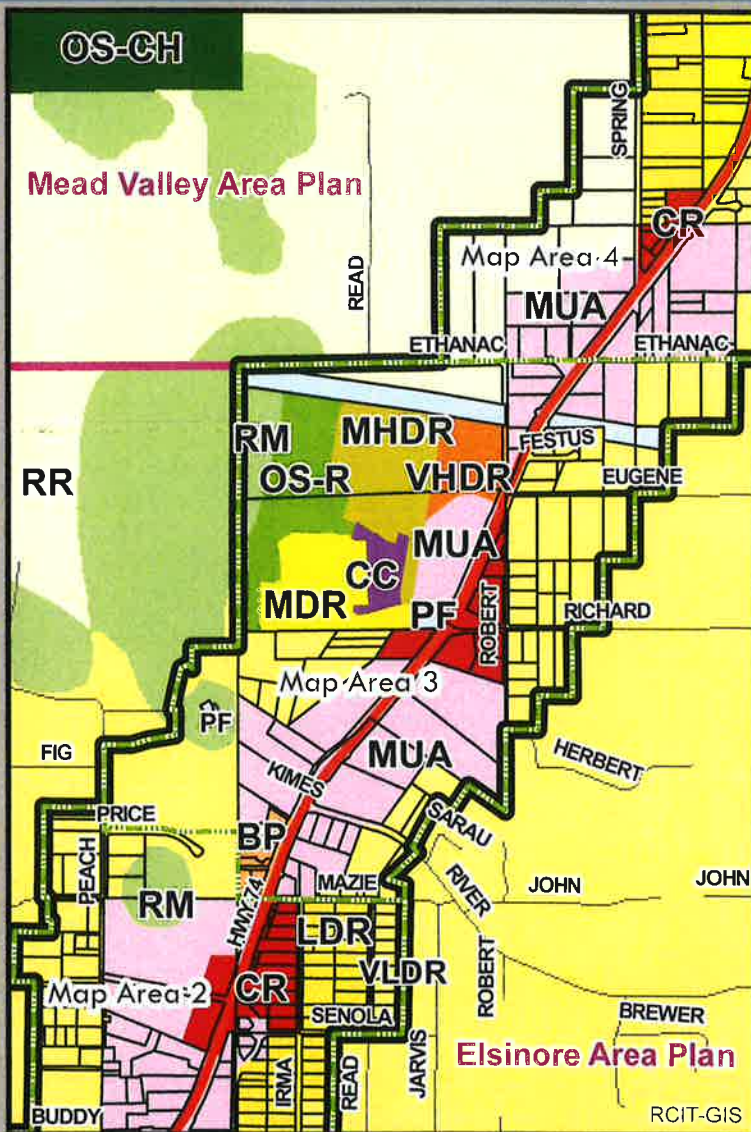 OS-CH
SPRING
Mead Valley Area Plan
CR
READ
Map Area 4
MUA
ETHANAC
ETHANAC
RM
MHDR
FESTUS
RR
OS-R
VHDR
EUGENE
MUA
CC
MDR
PF
ROBERT
RICHARD
Map Area 3
PF
FIG
MUA
HERBERT
KIMES
PRICE
SARAU
BP
PEACH
RIVER
MAZIE
JOHN
JOHN
RM
HWY 74
LDR
ROBERT
Map Area 2
CR
VLDR
SENOLA
BREWER
JARVIS
Elsinore Area Plan
IRMA
READ
BUDDY
RCIT-GIS